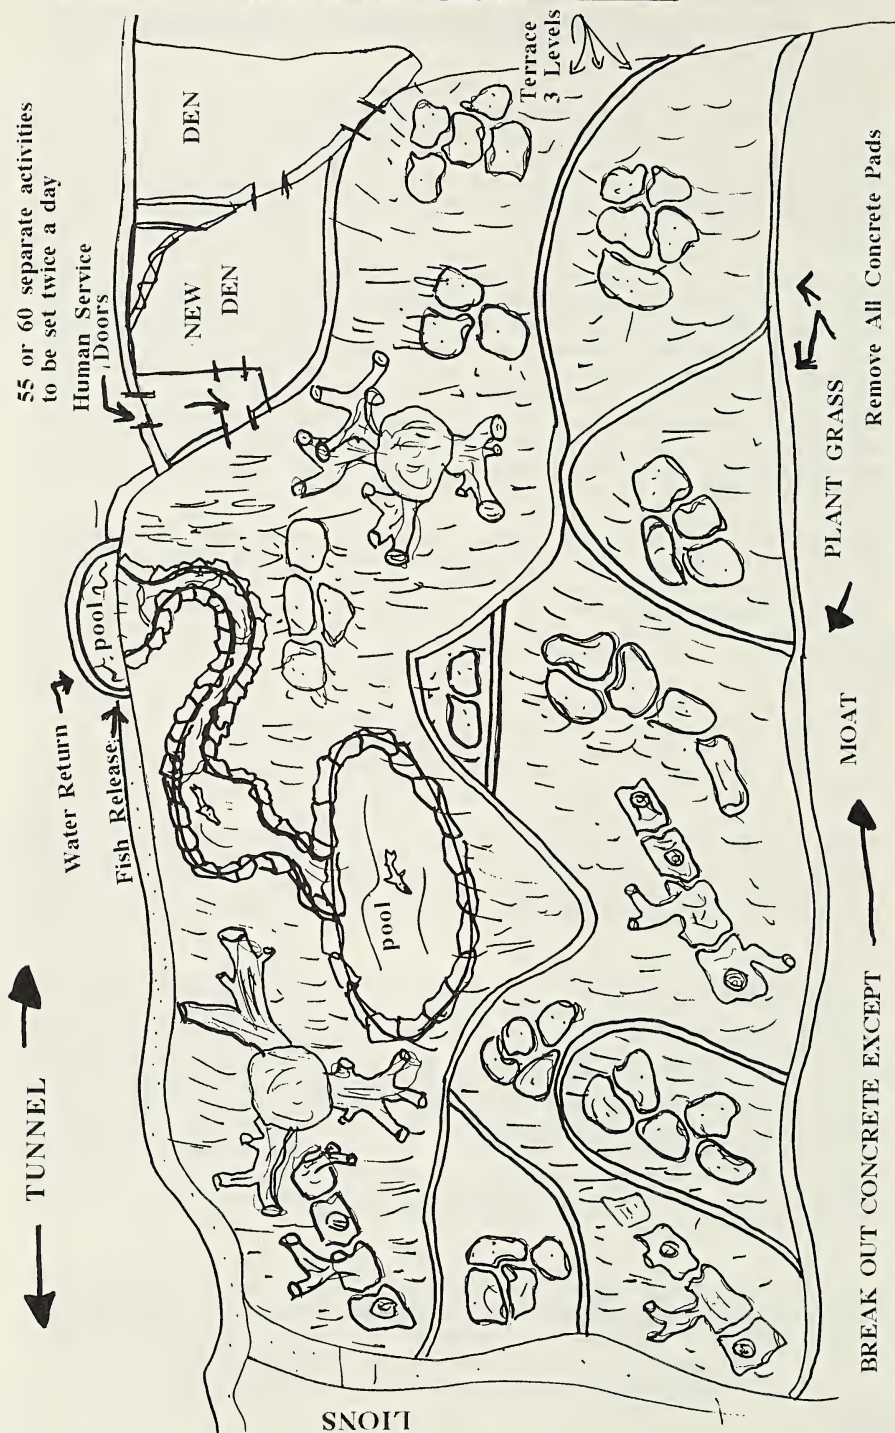 55 or 60 separate activities
to be set twice a day
Human Service
Doors
DEN
NEW
DEN
Terrace
3 Levels
Water Return
Fish Release
pool
pool
TUNNEL
LIONS
BREAK OUT CONCRETE EXCEPT
MOAT
PLANT GRASS
Remove All Concrete Pads